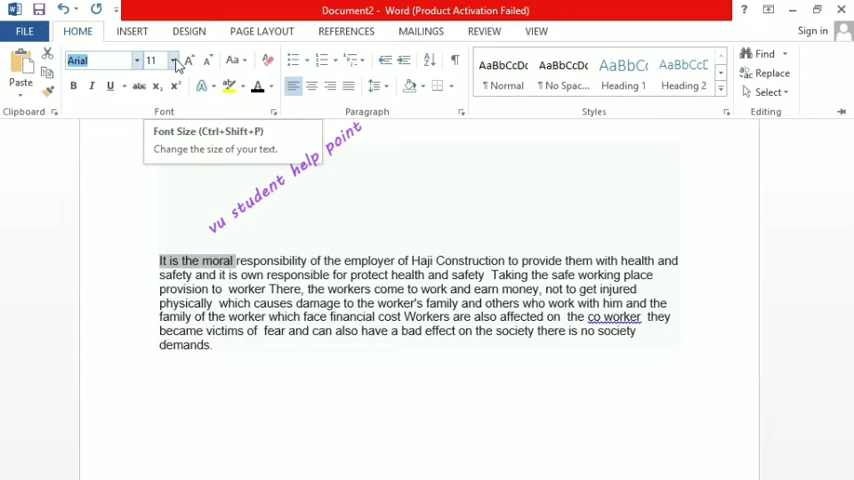 Document2 - Word (Product Activation Failed)
Sign in
FILE HOME INSERT DESIGN PAGE LAYOUT REFERENCES MAILINGS REVIEW VIEW
Paste
Arial 11
Aa
B I U abc X₂ X²
AaBbCcDc AaBbCcDc AaBbCc AaBbCcD
¶ Normal ¶ No Spac... Heading 1 Heading 2
Find
Replace
Select
Clipboard Font Paragraph Styles Editing
Font Size (Ctrl+Shift+P)
Change the size of your text.
vu student help point
It is the moral responsibility of the employer of Haji Construction to provide them with health and
safety and it is own responsible for protect health and safety Taking the safe working place
provision to worker There, the workers come to work and earn money, not to get injured
physically which causes damage to the worker's family and others who work with him and the
family of the worker which face financial cost Workers are also affected on the co worker they
became victims of fear and can also have a bad effect on the society there is no society
demands.